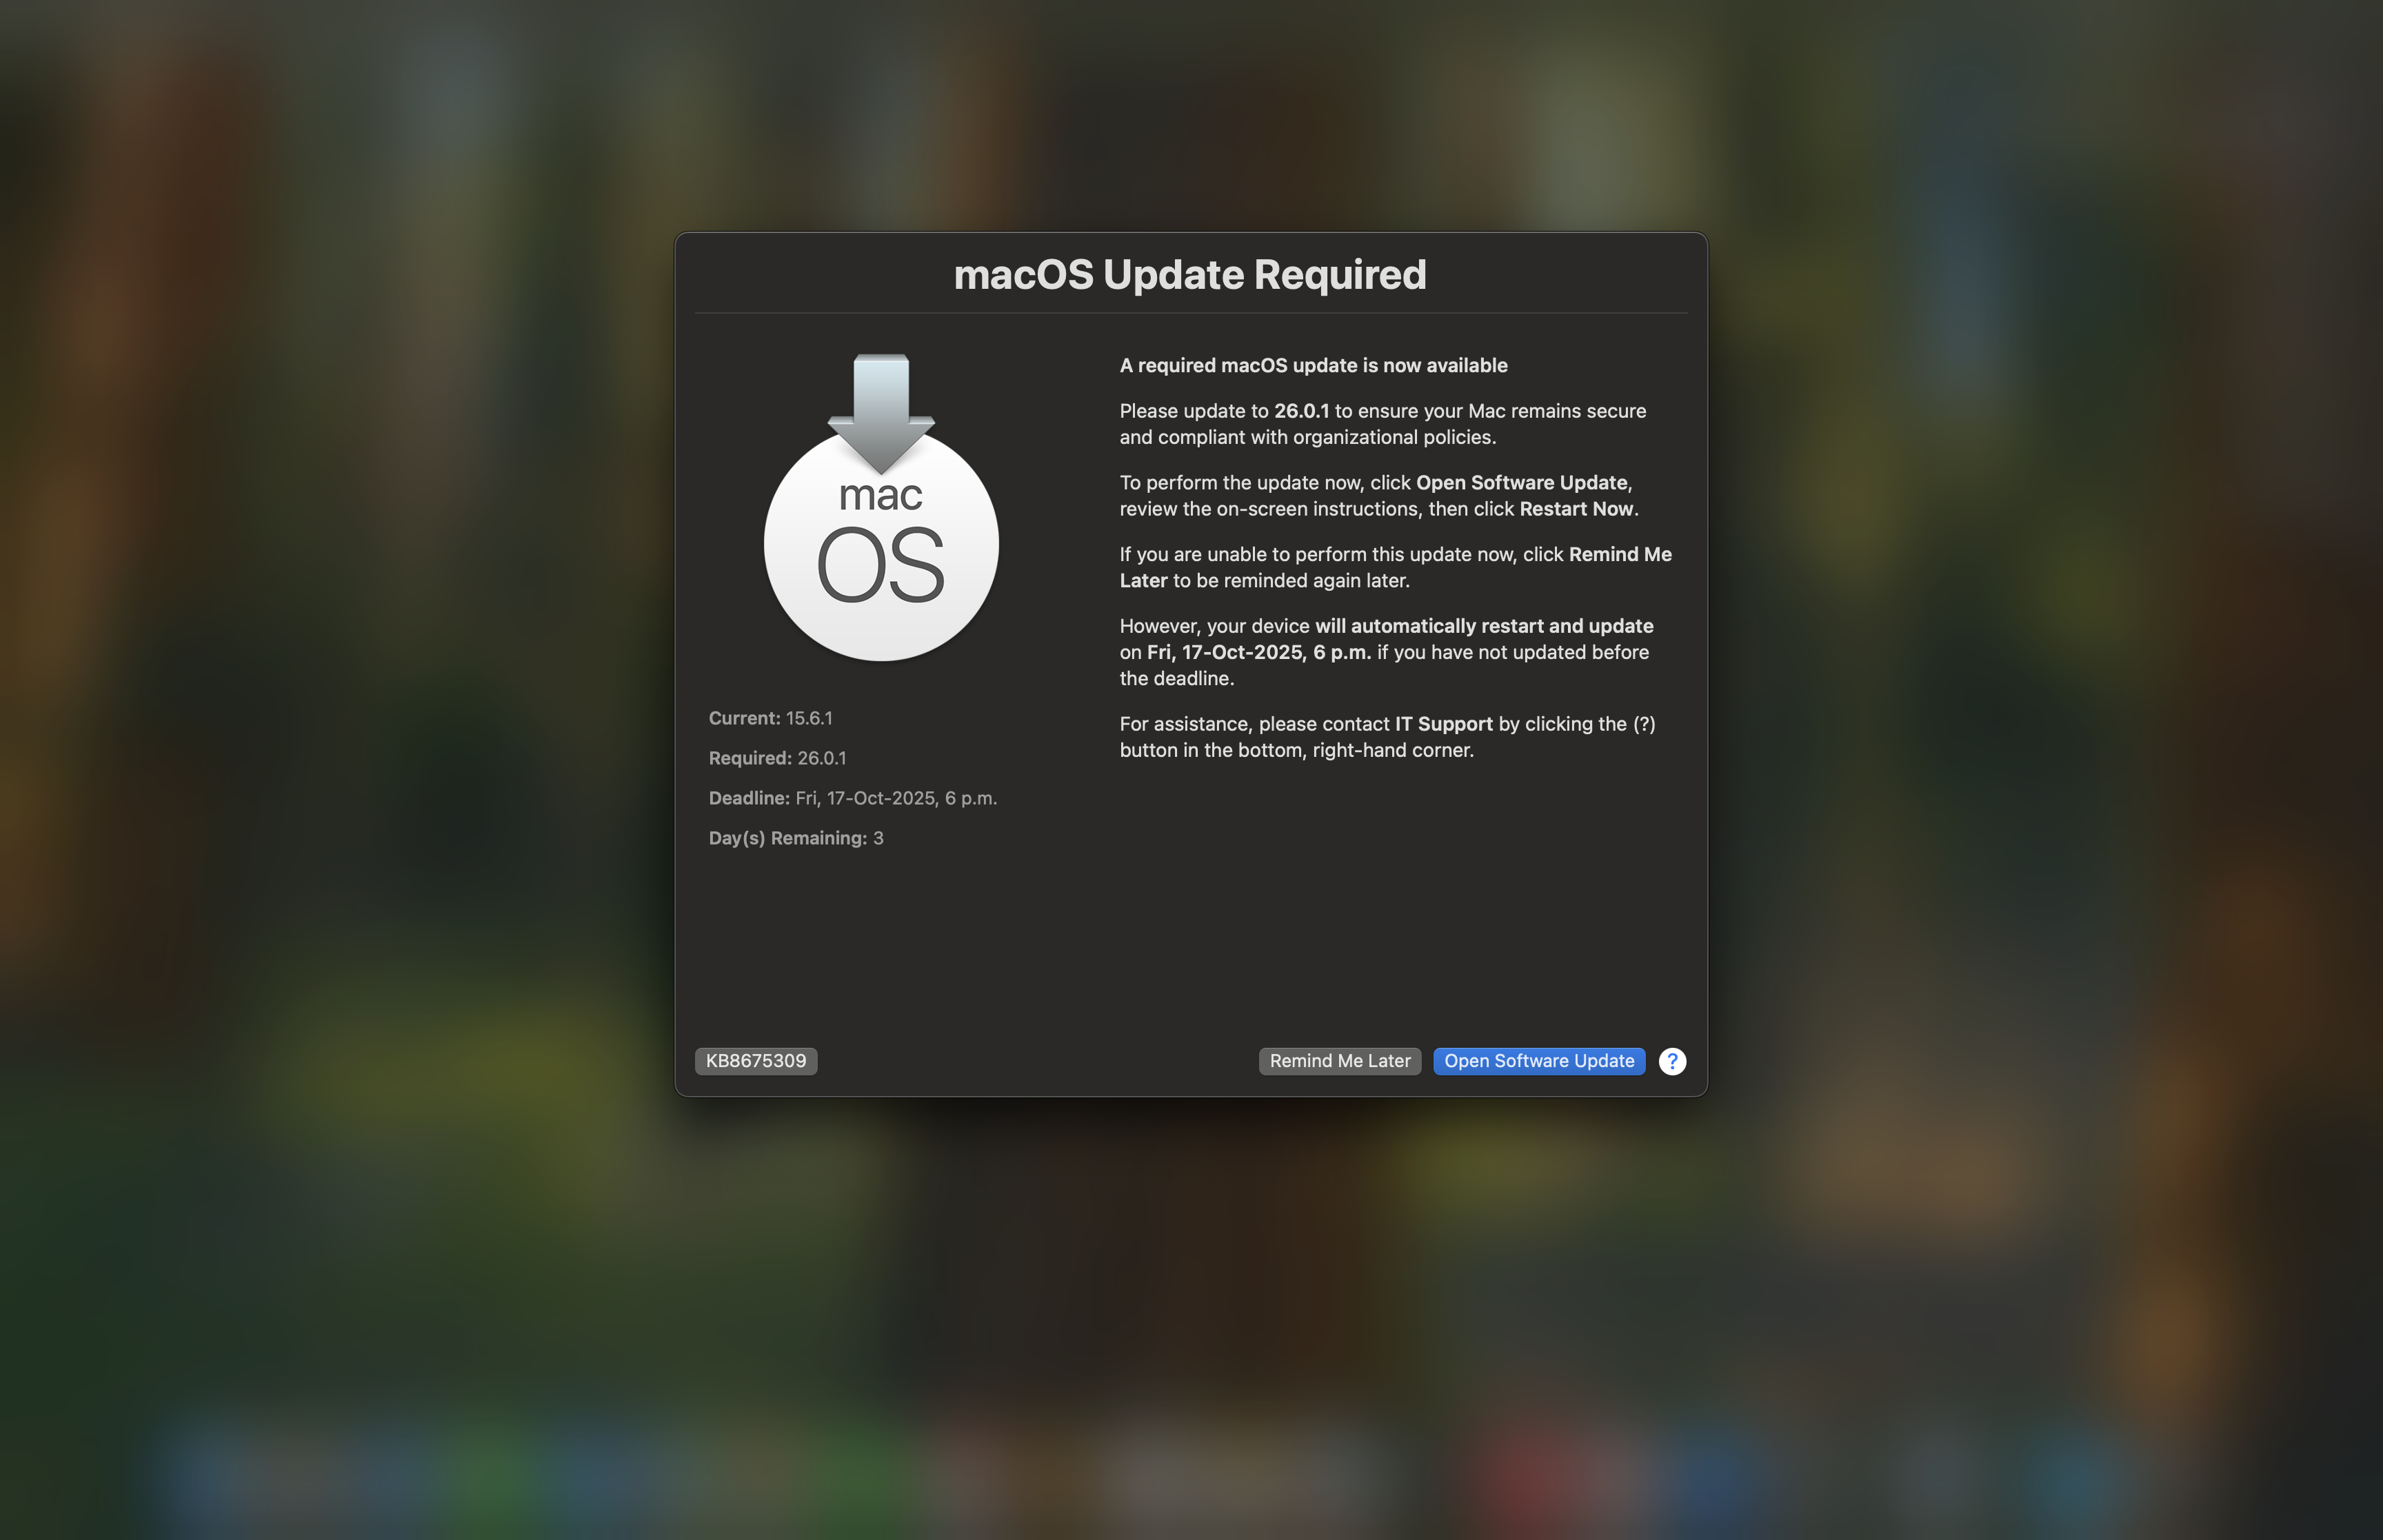 macOS Update Required
mac
OS
Current: 15.6.1
Required: 26.0.1
Deadline: Fri, 17-Oct-2025, 6 p.m.
Day(s) Remaining: 3
A required macOS update is now available
Please update to 26.0.1 to ensure your Mac remains secure
and compliant with organizational policies.
To perform the update now, click Open Software Update,
review the on-screen instructions, then click Restart Now.
If you are unable to perform this update now, click Remind Me
Later to be reminded again later.
However, your device will automatically restart and update
on Fri, 17-Oct-2025, 6 p.m. if you have not updated before
the deadline.
For assistance, please contact IT Support by clicking the (?)
button in the bottom, right-hand corner.
KB8675309
Remind Me Later
Open Software Update
?